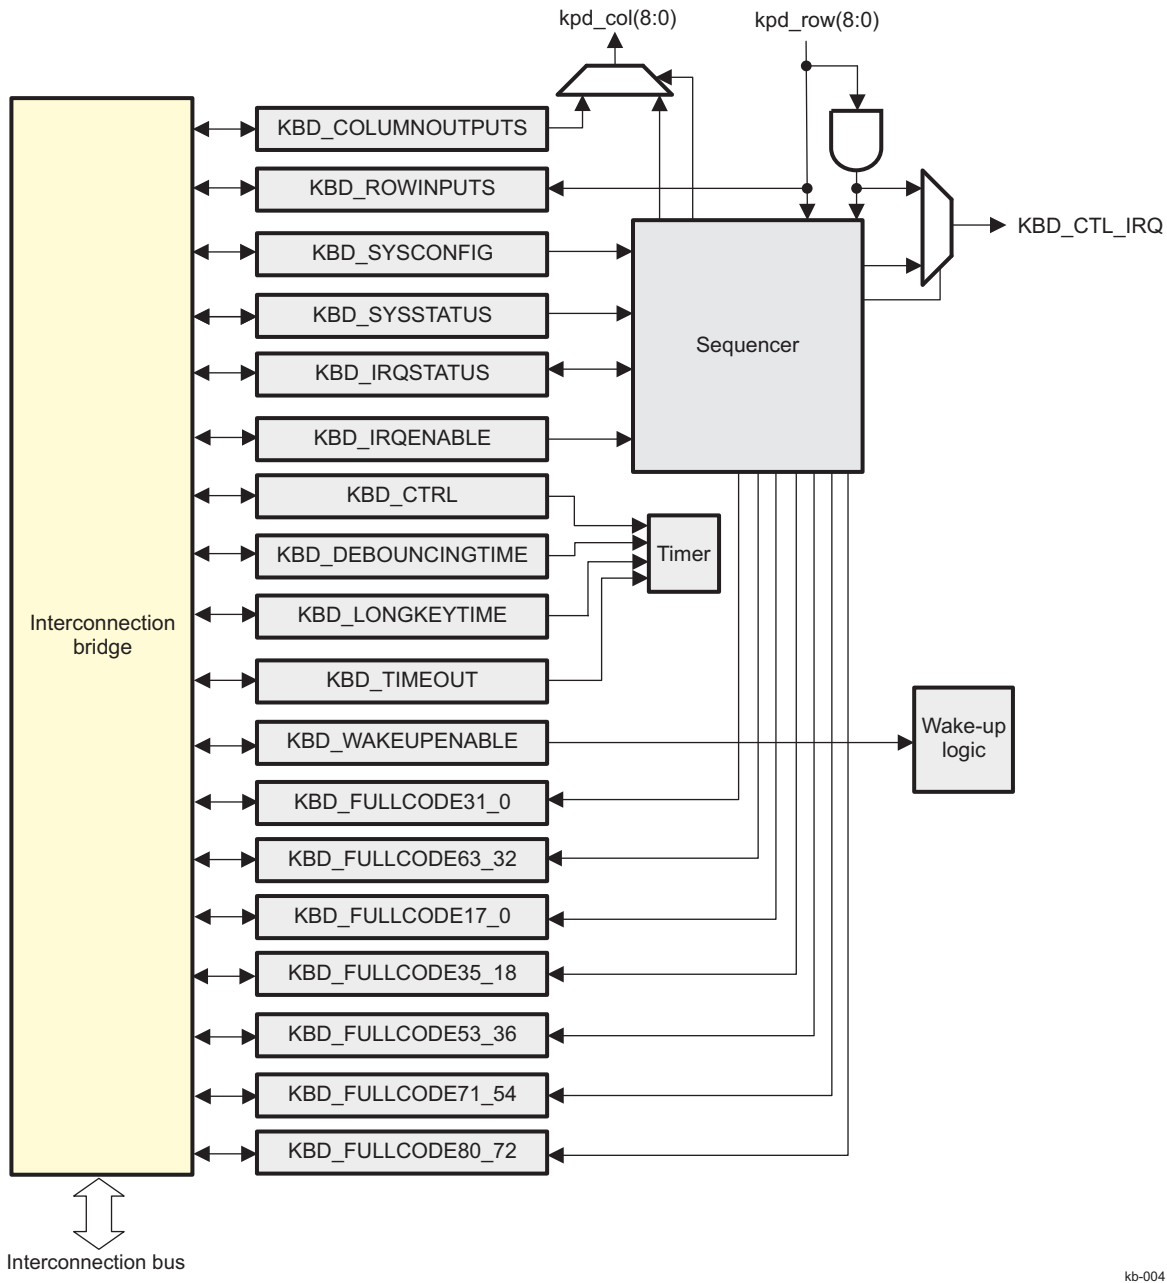 kpd_col(8:0)
kpd_row(8:0)
KBD_COLUMNOUTPUTS
KBD_ROWINPUTS
KBD_CTL_IRQ
KBD_SYSCONFIG
KBD_SYSSTATUS
Sequencer
KBD_IRQSTATUS
KBD_IRQENABLE
KBD_CTRL
KBD_DEBOUNCINGTIME
Timer
KBD_LONGKEYTIME
Interconnection
bridge
KBD_TIMEOUT
KBD_WAKEUPENABLE
Wake-up
logic
KBD_FULLCODE31_0
KBD_FULLCODE63_32
KBD_FULLCODE17_0
KBD_FULLCODE35_18
KBD_FULLCODE53_36
KBD_FULLCODE71_54
KBD_FULLCODE80_72
Interconnection bus
kb-004